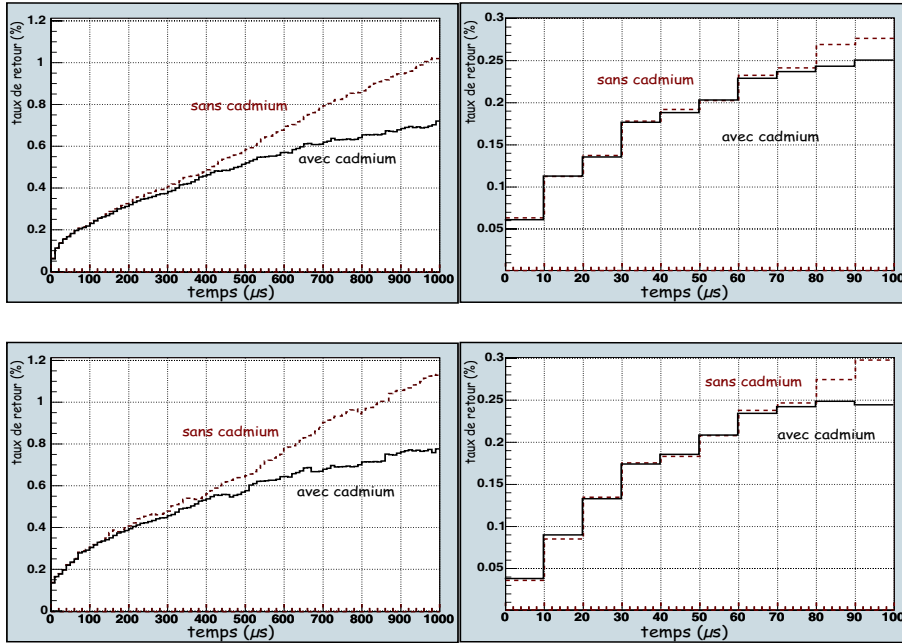 taux de retour (%)
1.2
1
0.8
0.6
0.4
0.2
0
sans cadmium
avec cadmium
0 100 200 300 400 500 600 700 800 900 1000
temps (µs)
taux de retour (%)
0.3
0.25
0.2
0.15
0.1
0.05
sans cadmium
avec cadmium
0 10 20 30 40 50 60 70 80 90 100
temps (µs)
taux de retour (%)
1.2
1
0.8
0.6
0.4
0.2
0
sans cadmium
avec cadmium
0 100 200 300 400 500 600 700 800 900 1000
temps (µs)
taux de retour (%)
0.3
0.25
0.2
0.15
0.1
0.05
sans cadmium
avec cadmium
0 10 20 30 40 50 60 70 80 90 100
temps (µs)